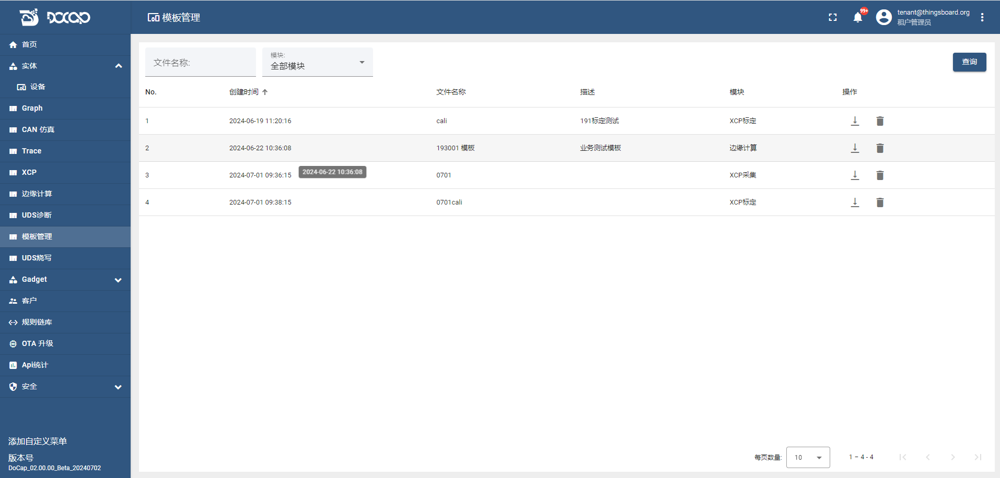 DOCAP
模板管理
99+
tenant@thingsboard.org
租户管理员
首页
实体
设备
Graph
CAN 仿真
Trace
XCP
边缘计算
UDS诊断
模板管理
UDS烧写
Gadget
客户
规则链库
OTA 升级
Api统计
安全
添加自定义菜单
版本号
DoCap_02.00.00_Beta_20240702
文件名称:
模块:
全部模块
查询
No. 创建时间 文件名称 描述 模块 操作
1 2024-06-19 11:20:16 cali 191标定测试 XCP标定
2 2024-06-22 10:36:08 193001 模板 业务测试模板 边缘计算
3 2024-07-01 09:36:15 0701 XCP采集
2024-06-22 10:36:08
4 2024-07-01 09:38:15 0701cali XCP标定
每页数量: 10 1 – 4 - 4